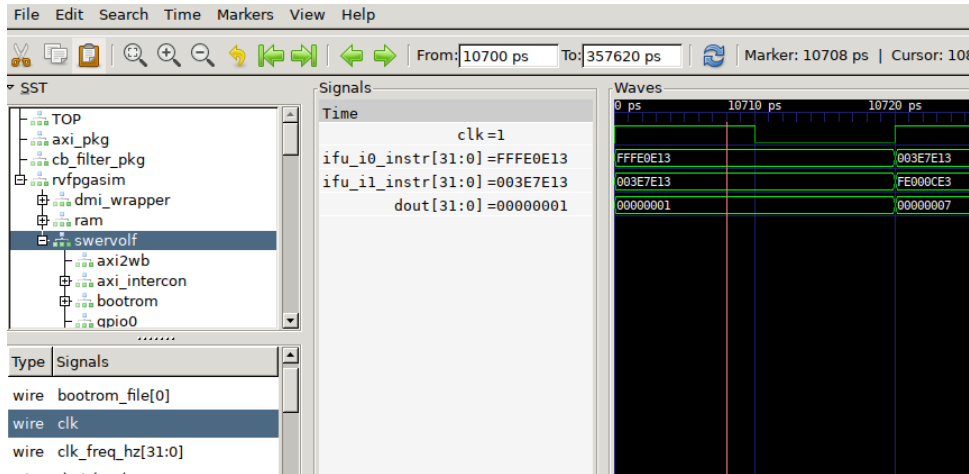 File Edit Search Time Markers View Help
From: 10700 ps To: 357620 ps Marker: 10708 ps | Cursor: 108
SST
TOP
axi_pkg
cb_filter_pkg
rvfpgasim
dmi_wrapper
ram
swervolf
axi2wb
axi_intercon
bootrom
gpio0
Type Signals
wire bootrom_file[0]
wire clk
wire clk_freq_hz[31:0]
Signals
Time
clk=1
ifu_i0_instr[31:0]=FFFE0E13
ifu_i1_instr[31:0]=003E7E13
dout[31:0]=00000001
Waves
0 ps 10710 ps 10720 ps
FFFE0E13 003E7E13
003E7E13 FE000CE3
00000001 00000007